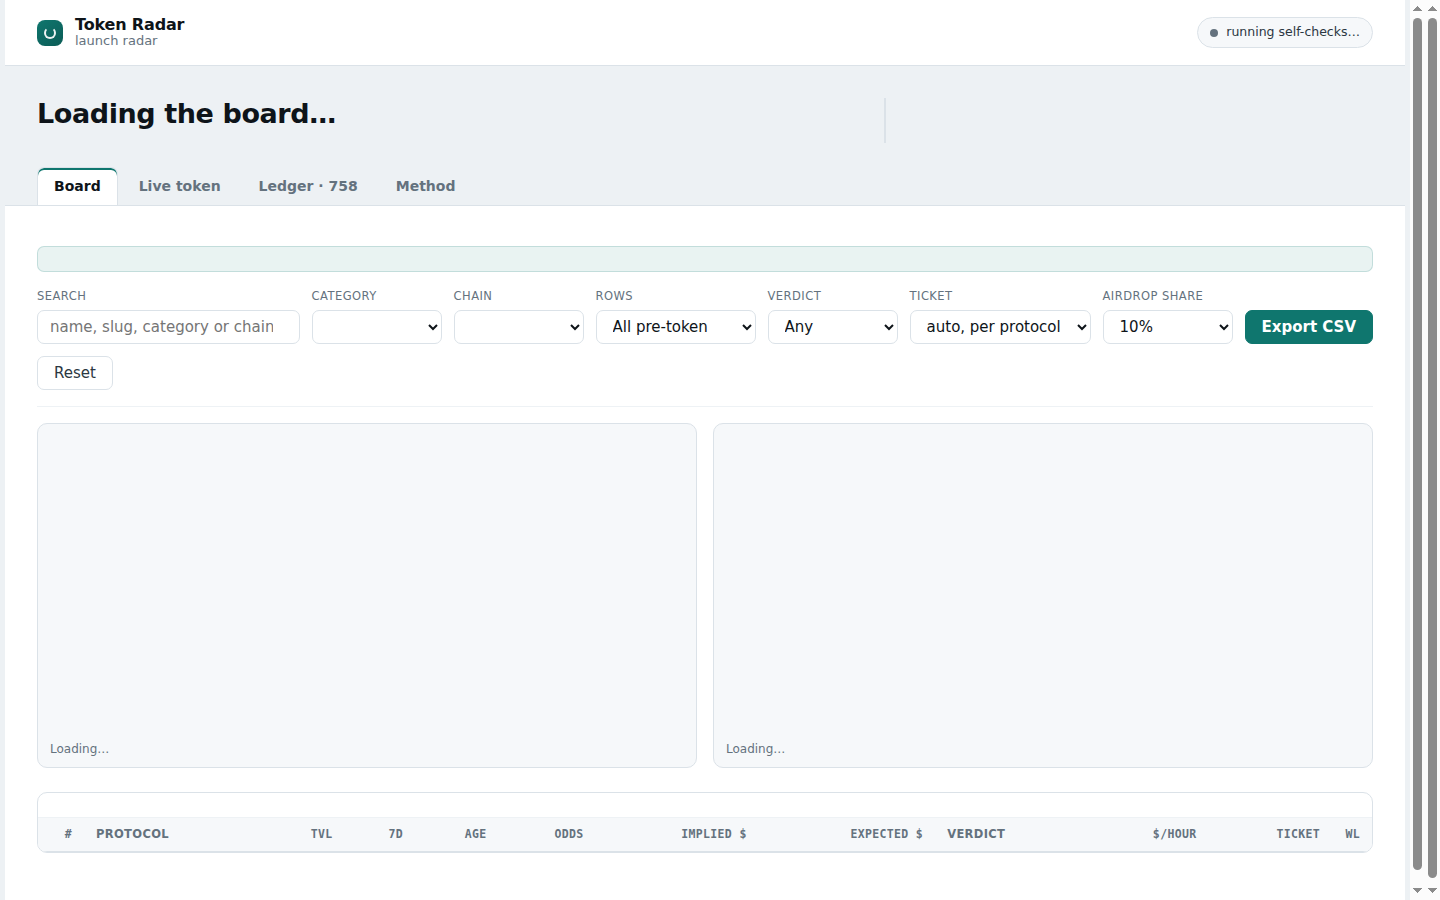 Token Radar
launch radar
running self-checks...
Loading the board...
Board
Live token
Ledger · 758
Method
SEARCH
CATEGORY
CHAIN
ROWS
VERDICT
TICKET
AIRDROP SHARE
name, slug, category or chain
All pre-token
Any
auto, per protocol
10%
Export CSV
Reset
Loading...
Loading...
# PROTOCOL TVL 7D AGE ODDS IMPLIED $ EXPECTED $ VERDICT $/HOUR TICKET WL